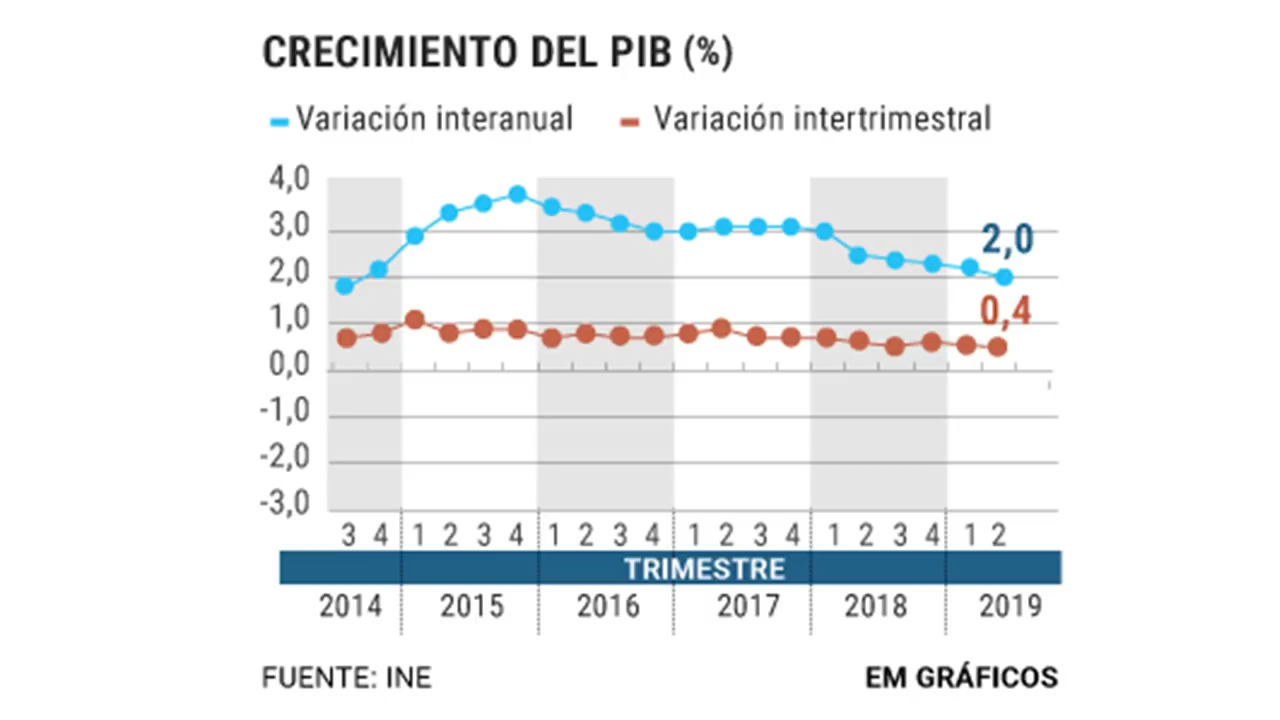 CRECIMIENTO DEL PIB (%)
Variación interanual Variación intertrimestral
4,0
3,0
2,0
1,0
0,0
-1,0
-2,0
-3,0
2,0
0,4
3 4 1 2 3 4 1 2 3 4 1 2 3 4 1 2 3 4 1 2
TRIMESTRE
2014 2015 2016 2017 2018 2019
FUENTE: INE EM GRÁFICOS